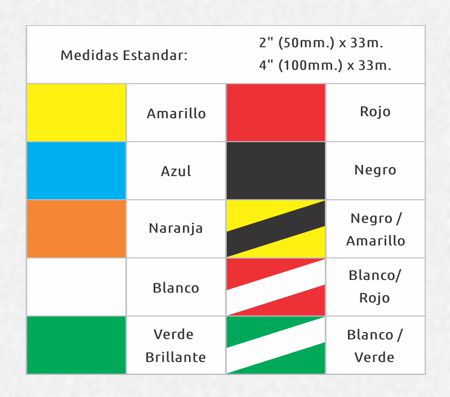 Medidas Estandar:
2" (50mm.) x 33m.
4" (100mm.) x 33m.
Amarillo
Rojo
Azul
Negro
Naranja
Negro /
Amarillo
Blanco
Blanco/
Rojo
Verde
Brillante
Blanco /
Verde